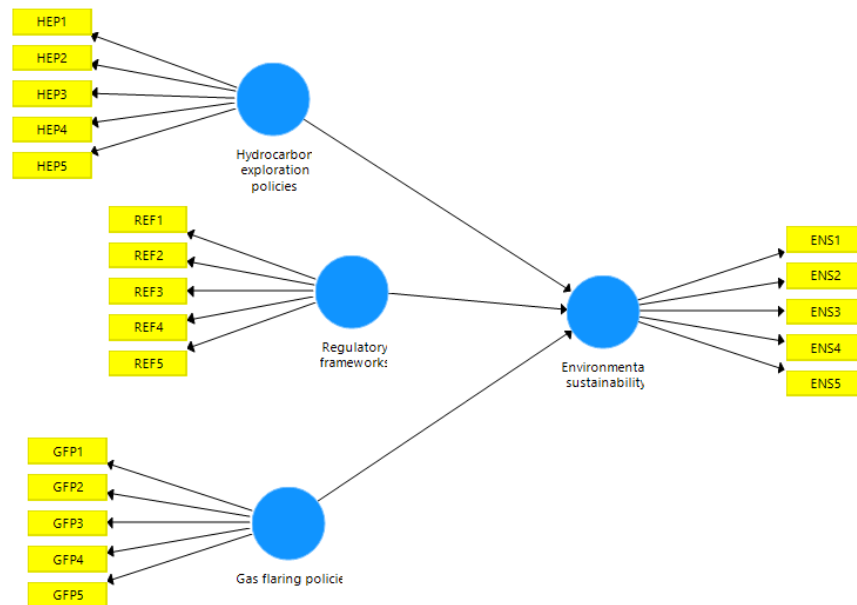 HEP1
HEP2
HEP3
HEP4
HEP5
Hydrocarbon
exploration
policies
REF1
REF2
REF3
REF4
REF5
Regulatory
frameworks
ENS1
ENS2
ENS3
ENS4
ENS5
Environmenta
sustainability
GFP1
GFP2
GFP3
GFP4
GFP5
Gas flaring policie